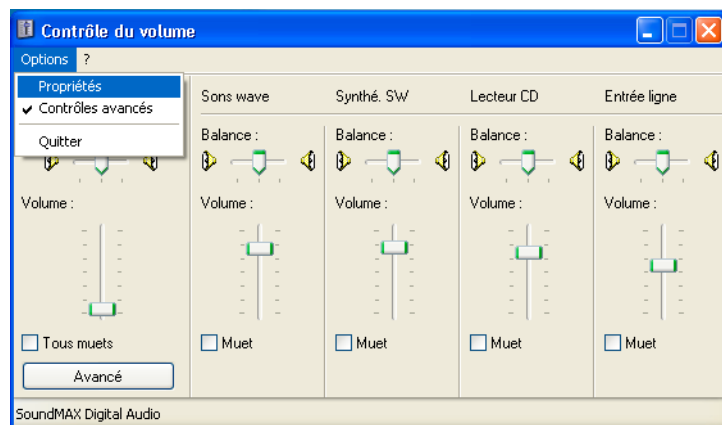 Contrôle du volume
Options ?
Propriétés
Contrôles avancés
Quitter
Sons wave Synthé. SW Lecteur CD Entrée ligne
Balance : Balance : Balance : Balance :
Volume : Volume : Volume : Volume : Volume :
Tous muets Muet Muet Muet Muet
Avancé
SoundMAX Digital Audio